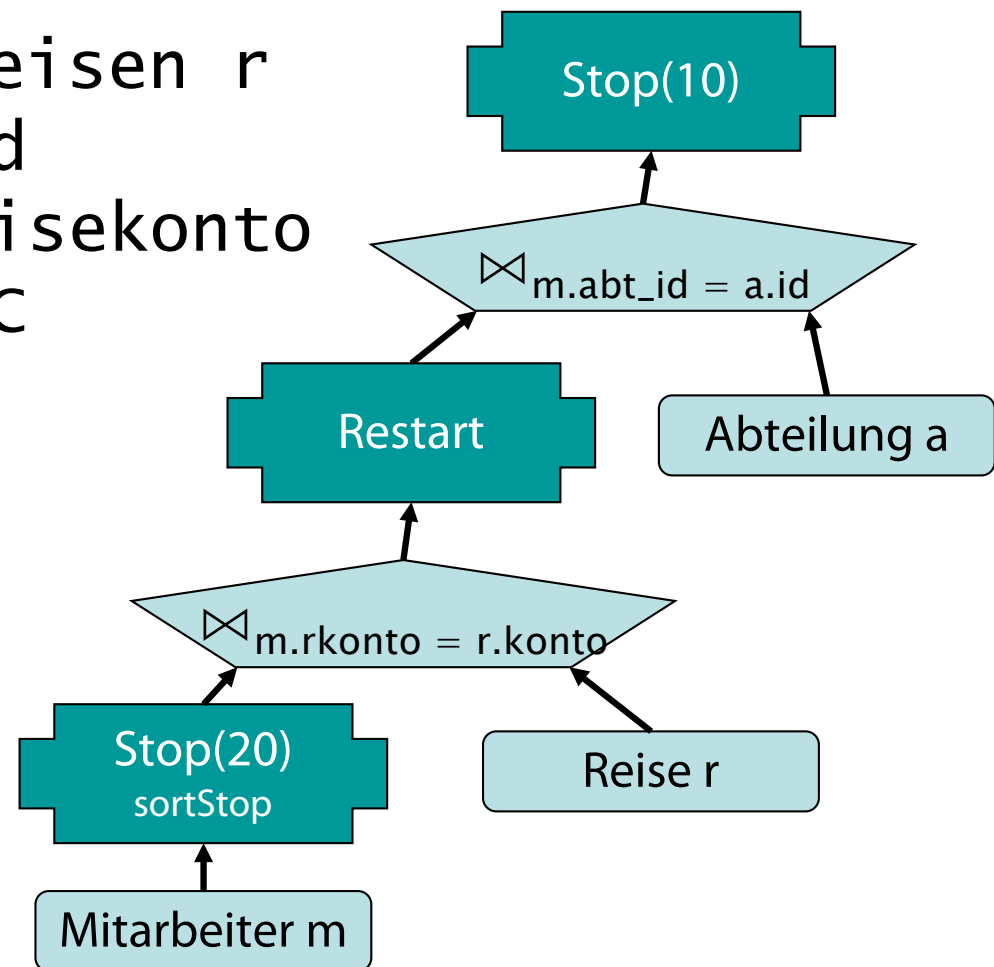 eisen r
d
isekonto
C
Stop(10)
⋈m.abt_id = a.id
Restart
Abteilung a
⋈m.rkonto = r.konto
Stop(20)
sortStop
Reise r
Mitarbeiter m